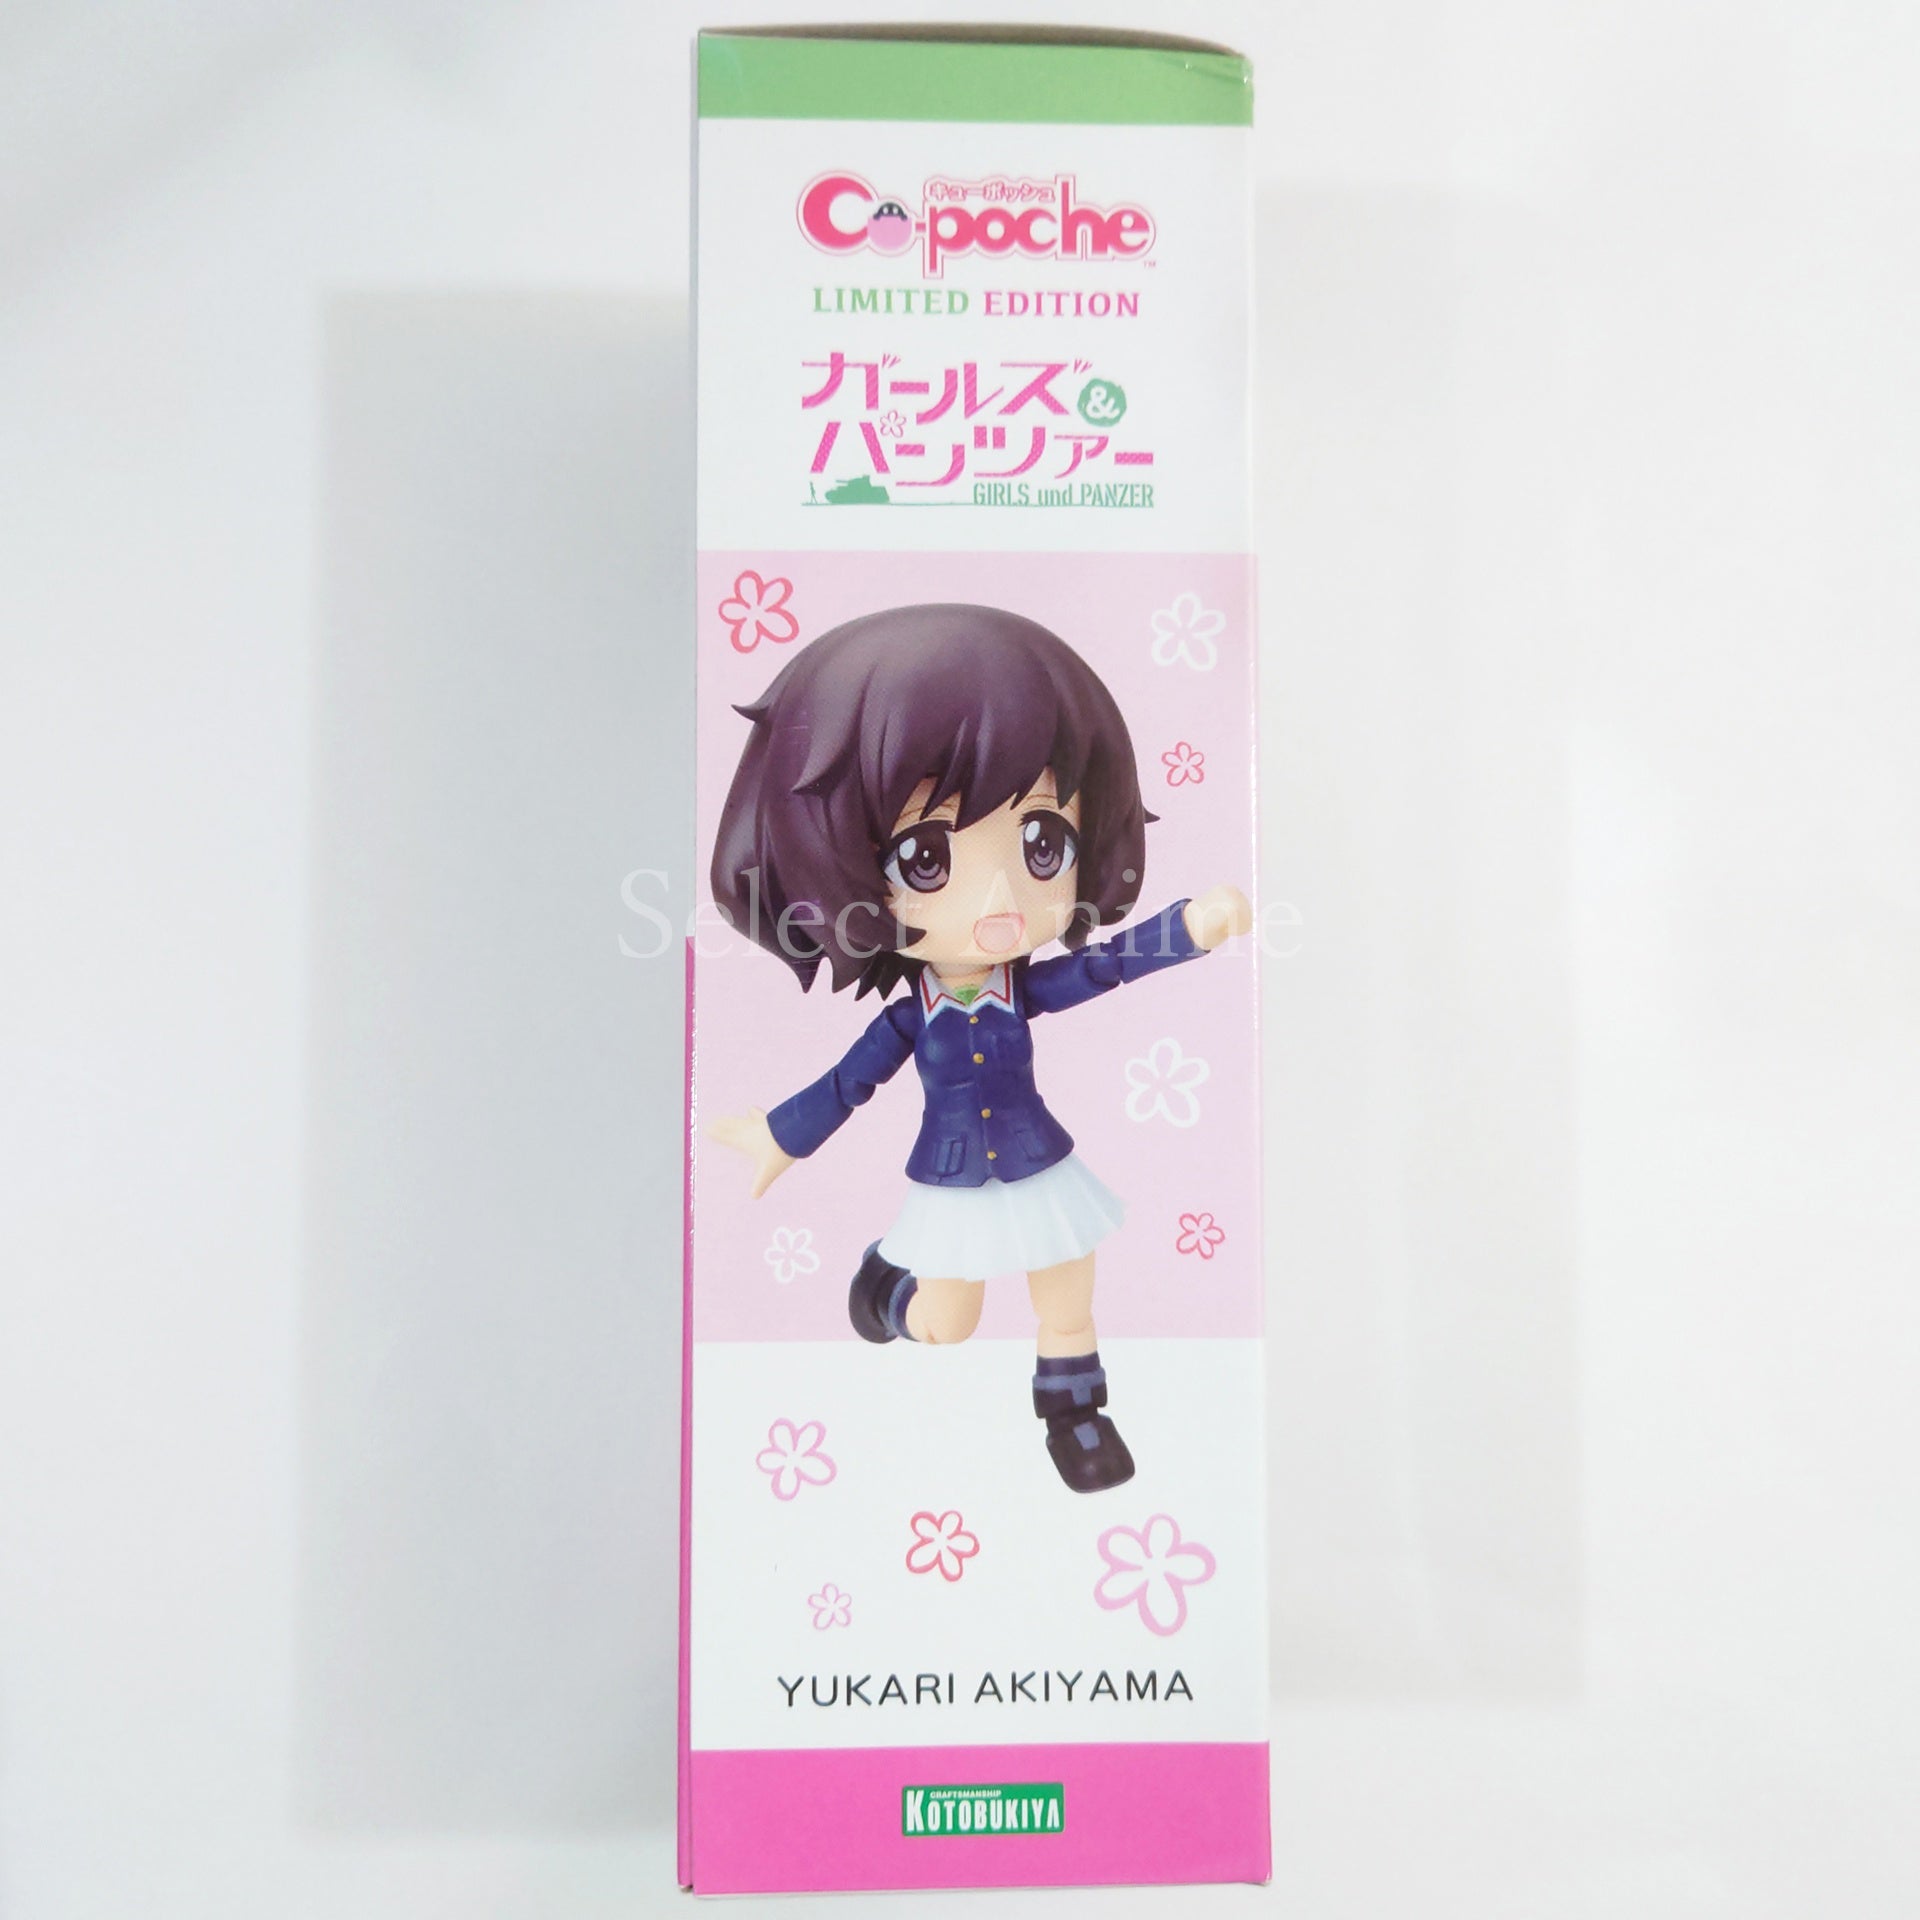 キューポッシュ
Cu-poche™
LIMITED EDITION
ガールズ&
パンツァー
GIRLS und PANZER
Select Anime
YUKARI AKIYAMA
CRAFTSMANSHIP
KOTOBUKIYA